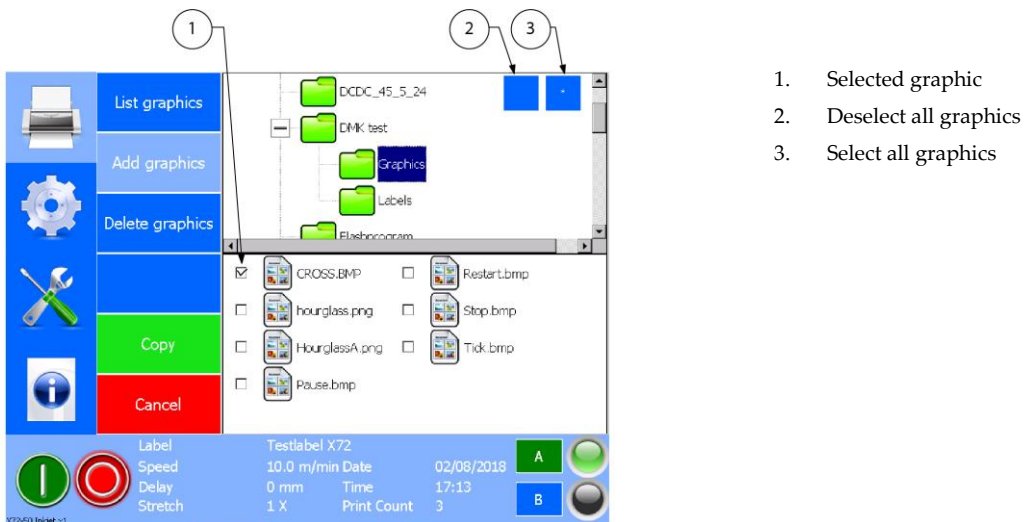 1
2
3
1. Selected graphic
2. Deselect all graphics
3. Select all graphics
List graphics
Add graphics
Delete graphics
Copy
Cancel
DCDC_45_5_24
DMK test
Graphics
Labels
Flashprogram
CROSS.BMP
Restart.bmp
hourglass.png
Stop.bmp
HourglassA.png
Tick.bmp
Pause.bmp
Label Testlabel X72
Speed 10.0 m/min Date 02/08/2018
Delay 0 mm Time 17:13
Stretch 1 X Print Count 3
A
B